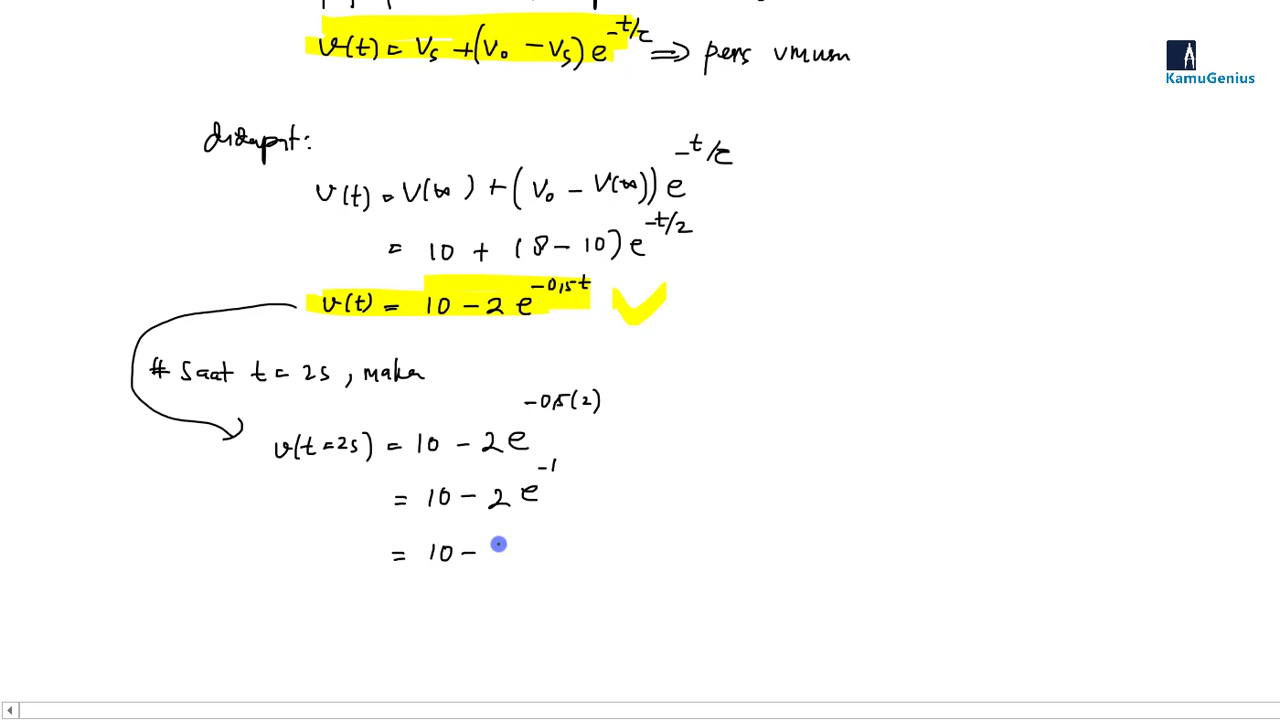 v(t) = Vs + (V₀ - Vs) e^-t/τ ⟹ pers umum
KamuGenius
didapat:
v(t) = V(∞) + (V₀ - V(∞)) e^-t/τ
= 10 + (8 - 10) e^-t/2
v(t) = 10 - 2 e^-0,5t
# Saat t = 2s, maka
v(t=2s) = 10 - 2 e^-0,5(2)
= 10 - 2 e^-1
= 10 -